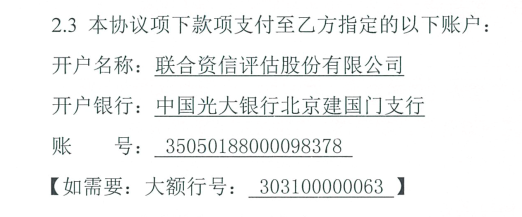 2.3 本协议项下款项支付至乙方指定的以下账户：
开户名称：联合资信评估股份有限公司
开户银行：中国光大银行北京建国门支行
账　　号：35050188000098378
【如需要：大额行号：303100000063 】